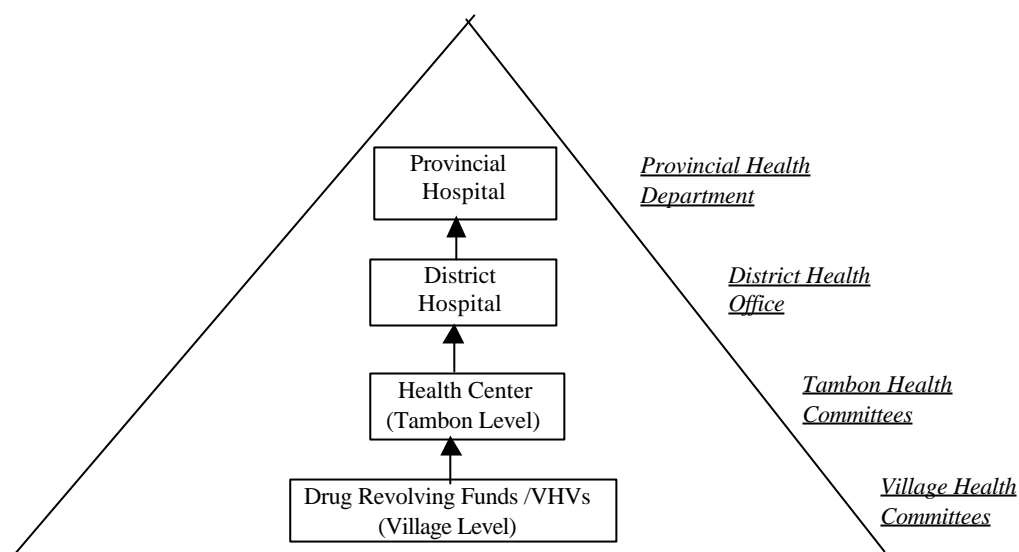 Provincial
Hospital
Provincial Health
Department
District
Hospital
District Health
Office
Health Center
(Tambon Level)
Tambon Health
Committees
Drug Revolving Funds /VHVs
(Village Level)
Village Health
Committees